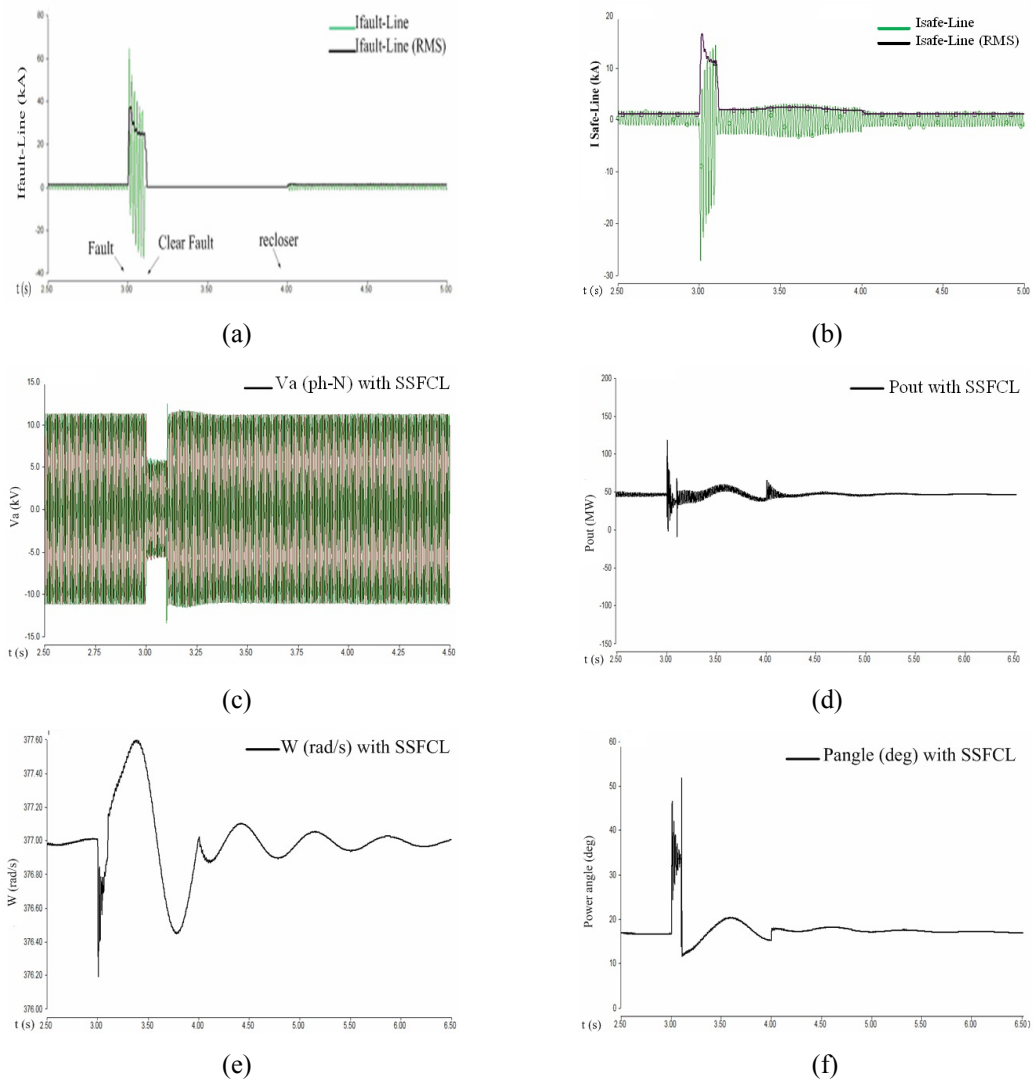 Ifault-Line
Ifault-Line (RMS)
Ifault-Line (kA)
80
60
40
20
0
-20
-40
Fault
Clear Fault
recloser
t (s)
2.50 3.00 3.50 4.00 4.50 5.00
(a)
Isafe-Line
Isafe-Line (RMS)
I Safe-Line (kA)
20
10
0
-10
-20
-30
t (s)
2.5 3.00 3.50 4.00 4.50 5.00
(b)
Va (ph-N) with SSFCL
Va (kV)
15.0
10.0
5.0
0.0
-5.0
-10.0
-15.0
t (s)
2.50 2.75 3.00 3.25 3.50 3.75 4.00 4.25 4.50
(c)
Pout with SSFCL
Pout (MW)
200
150
100
50
0
-50
-100
-150
t (s)
2.50 3.00 3.50 4.00 4.50 5.00 5.50 6.00 6.50
(d)
W (rad/s) with SSFCL
W (rad/s)
377.60
377.40
377.20
377.00
376.60
376.40
376.20
376.00
t (s)
2.50 3.00 3.50 4.00 4.50 5.00 5.50 6.00 6.50
(e)
Pangle (deg) with SSFCL
Power angle (deg)
60
50
40
30
20
10
0
t (s)
2.50 3.00 3.50 4.00 4.50 5.00 5.50 6.00 6.50
(f)